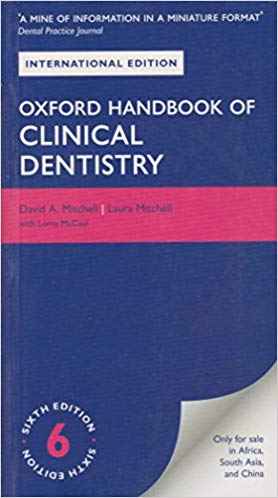 'A MINE OF INFORMATION IN A MINIATURE FORMAT'
Dental Practice Journal
INTERNATIONAL EDITION
OXFORD HANDBOOK OF
CLINICAL
DENTISTRY
David A. Mitchell | Laura Mitchell
with Lorna McCaul
SIXTH EDITION •
6
SIXTH EDITION •
Only for sale
in Africa,
South Asia,
and China